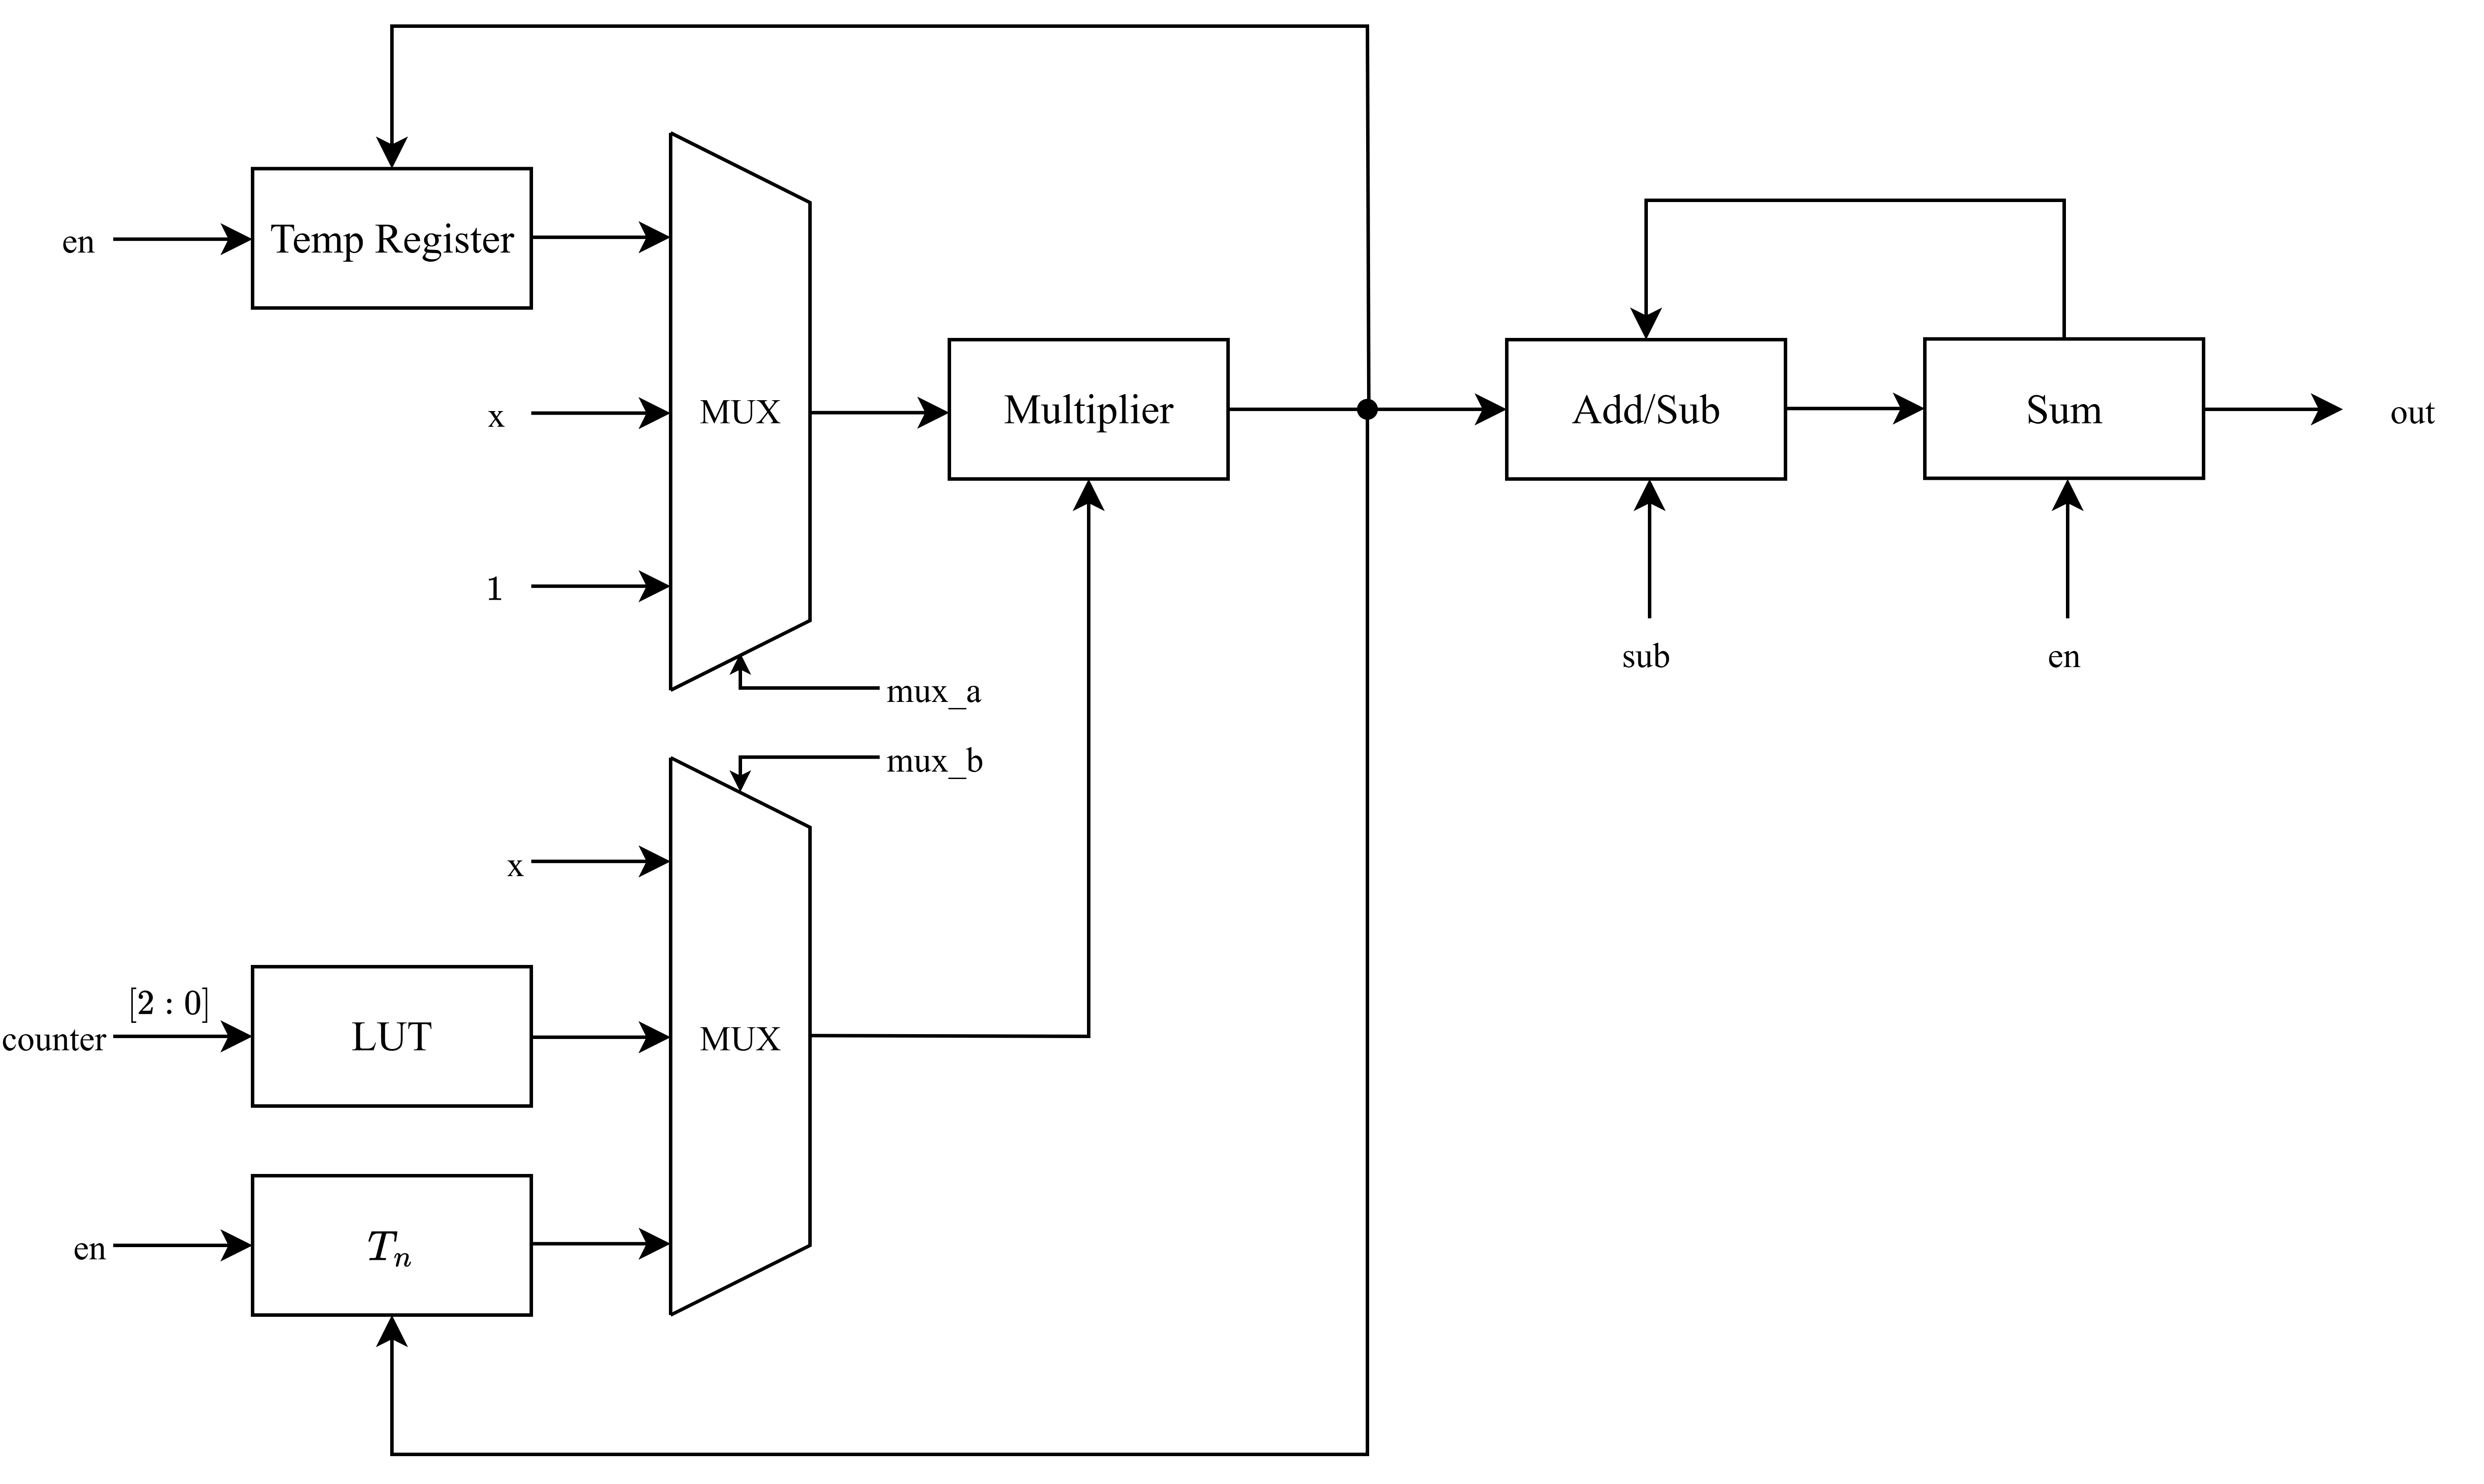 en
Temp Register
x
1
MUX
mux_a
Multiplier
Add/Sub
sub
Sum
en
out
mux_b
x
counter
[2 : 0]
LUT
MUX
en
Tn